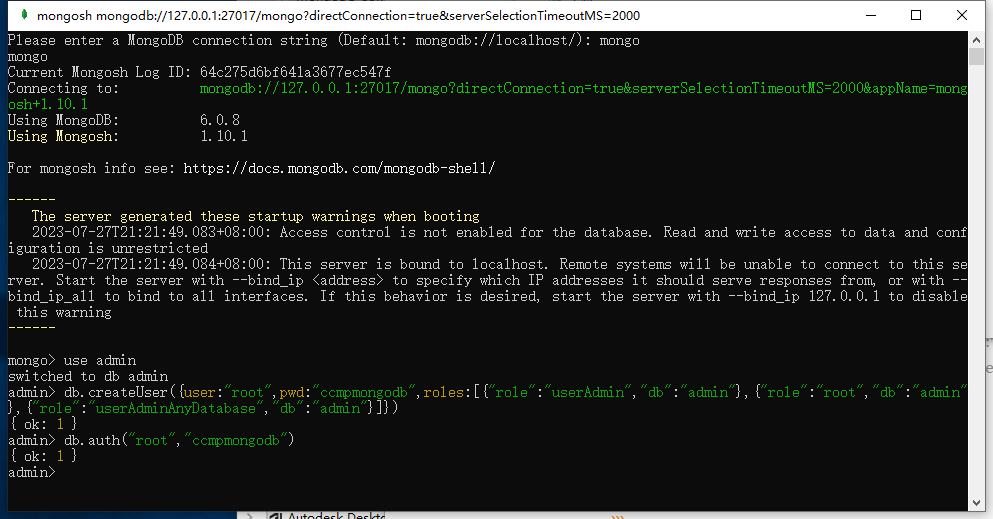 mongosh mongodb://127.0.0.1:27017/mongo?directConnection=true&serverSelectionTimeoutMS=2000
Please enter a MongoDB connection string (Default: mongodb://localhost/): mongo
mongo
Current Mongosh Log ID: 64c275d6bf641a3677ec547f
Connecting to:          mongodb://127.0.0.1:27017/mongo?directConnection=true&serverSelectionTimeoutMS=2000&appName=mong
osh+1.10.1
Using MongoDB:          6.0.8
Using Mongosh:          1.10.1
For mongosh info see: https://docs.mongodb.com/mongodb-shell/
------
The server generated these startup warnings when booting
2023-07-27T21:21:49.083+08:00: Access control is not enabled for the database. Read and write access to data and conf
iguration is unrestricted
2023-07-27T21:21:49.084+08:00: This server is bound to localhost. Remote systems will be unable to connect to this se
rver. Start the server with --bind_ip <address> to specify which IP addresses it should serve responses from, or with --
bind_ip_all to bind to all interfaces. If this behavior is desired, start the server with --bind_ip 127.0.0.1 to disable
this warning
------
mongo> use admin
switched to db admin
admin> db.createUser({user:"root",pwd:"ccmpmongodb",roles:[{"role":"userAdmin","db":"admin"},{"role":"root","db":"admin"
},{"role":"userAdminAnyDatabase","db":"admin"}]})
{ ok: 1 }
admin> db.auth("root","ccmpmongodb")
{ ok: 1 }
admin>